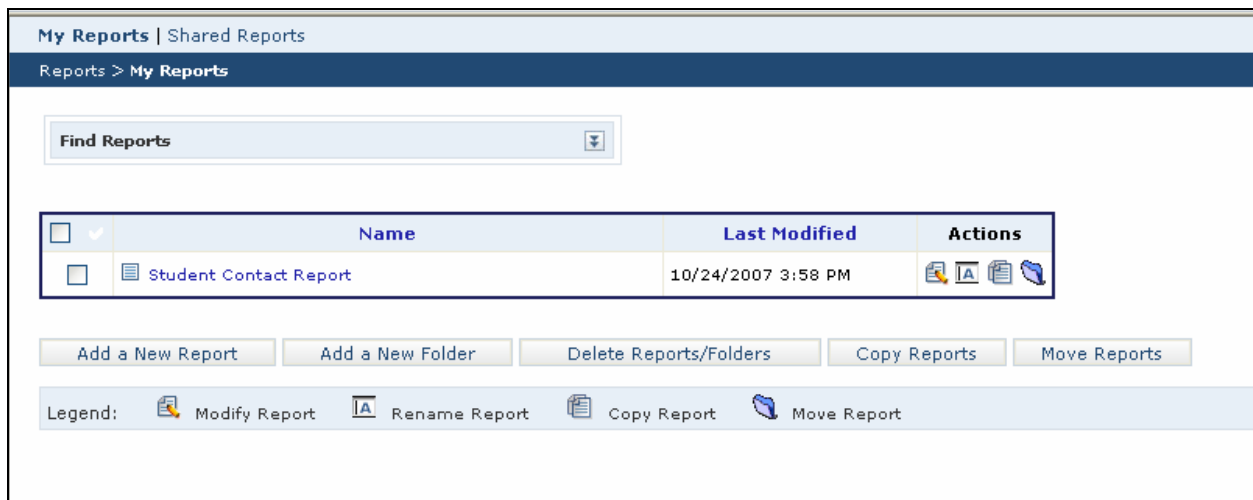 My Reports | Shared Reports
Reports > My Reports
Find Reports
Name Last Modified Actions
Student Contact Report 10/24/2007 3:58 PM
Add a New Report Add a New Folder Delete Reports/Folders Copy Reports Move Reports
Legend: Modify Report Rename Report Copy Report Move Report